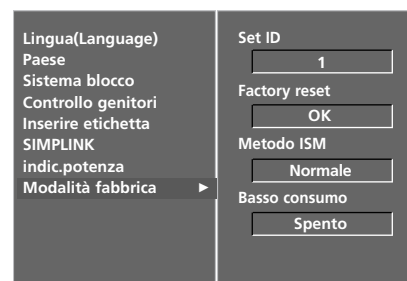 Lingua(Language)
Paese
Sistema blocco
Controllo genitori
Inserire etichetta
SIMPLINK
indic.potenza
Modalità fabbrica ►
Set ID
1
Factory reset
OK
Metodo ISM
Normale
Basso consumo
Spento